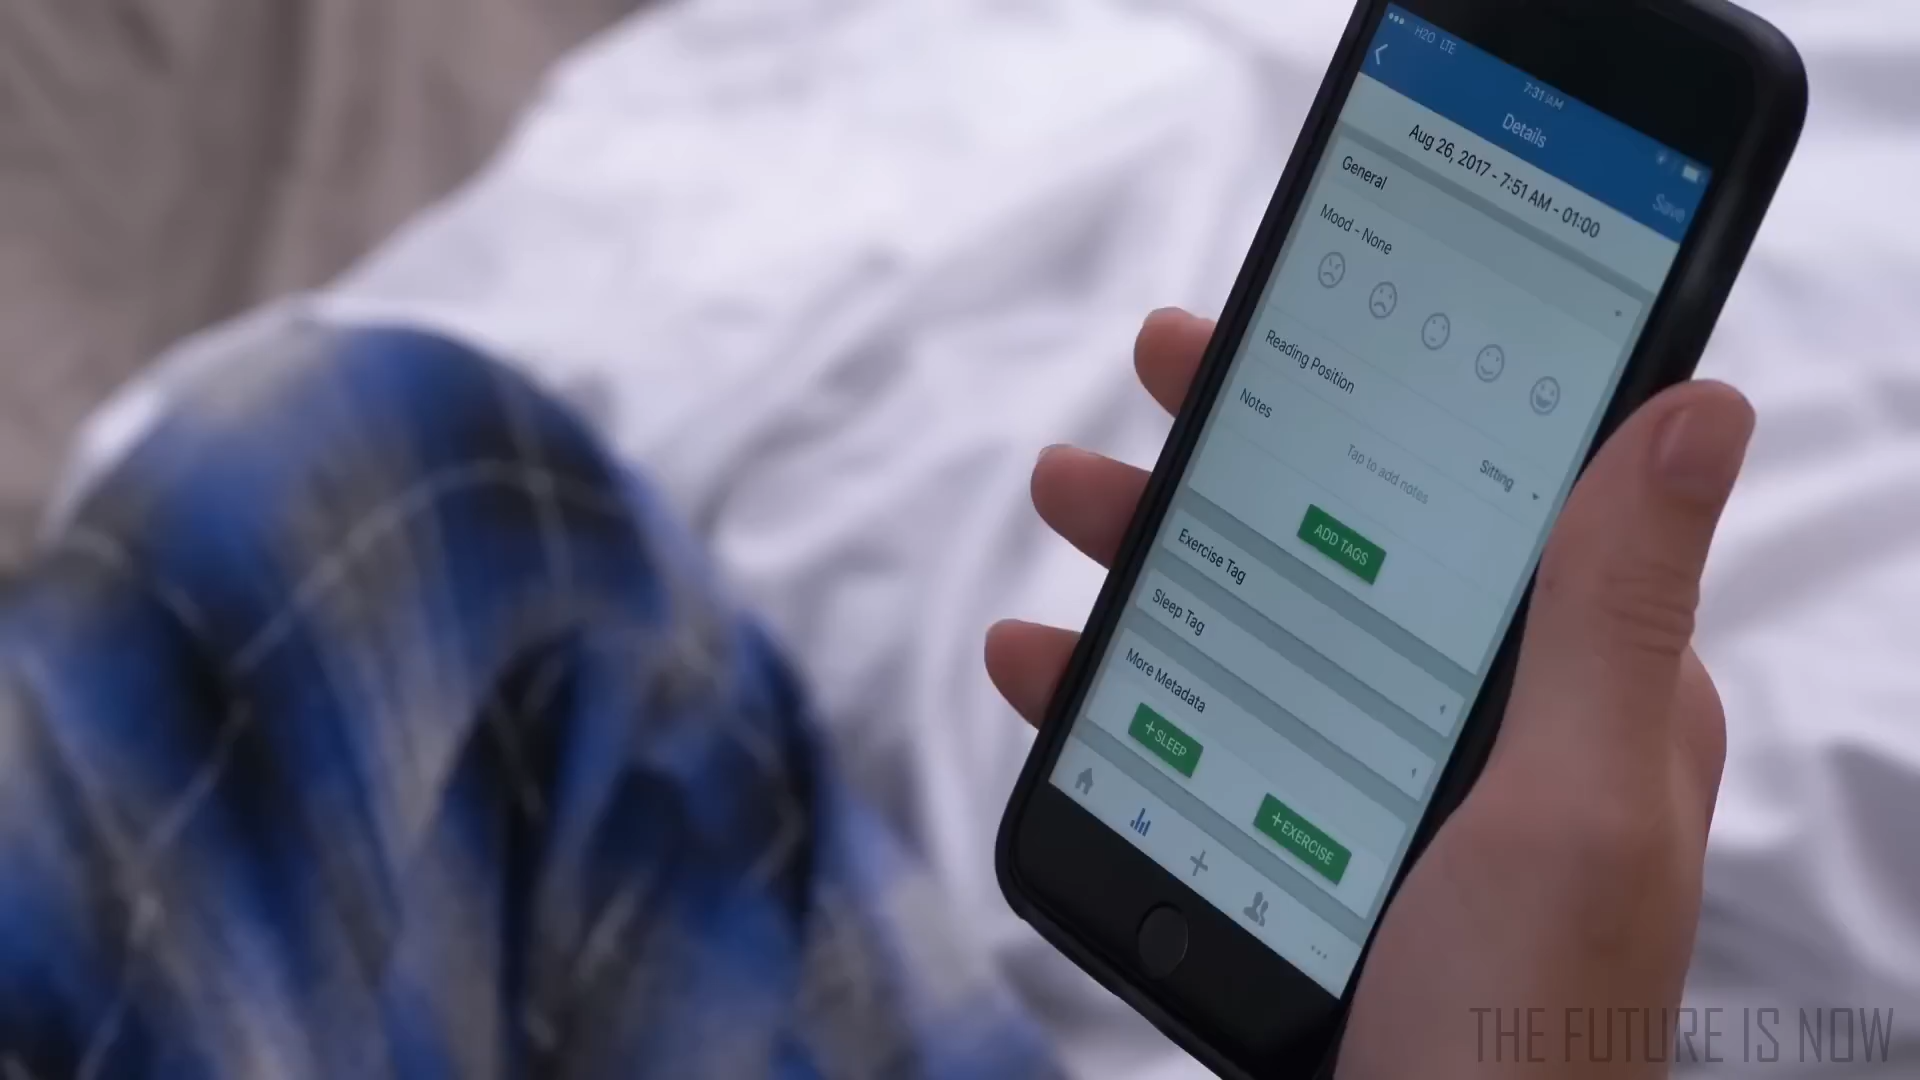 H2O LTE
7:31 AM
Details
Save
Aug 26, 2017 - 7:51 AM - 01:00
General
Mood - None
Reading Position
Sitting
Notes
Tap to add notes
ADD TAGS
Exercise Tag
Sleep Tag
More Metadata
+SLEEP
+EXERCISE
THE FUTURE IS NOW